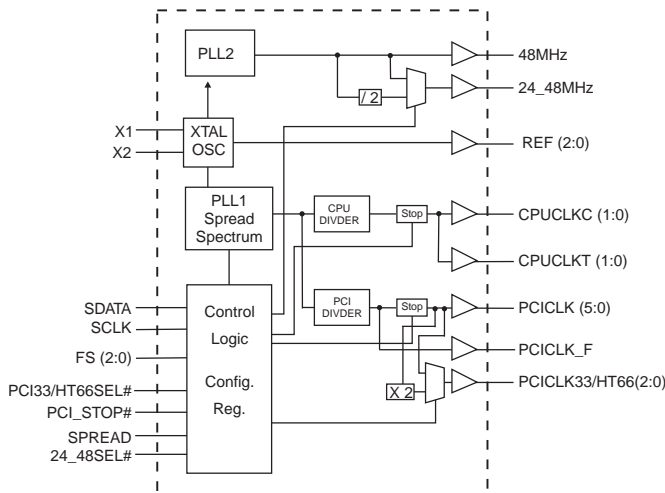 PLL2
48MHz
/ 2
24_48MHz
X1
X2
XTAL
OSC
REF (2:0)
PLL1
Spread
Spectrum
CPU
DIVDER
Stop
CPUCLKC (1:0)
CPUCLKT (1:0)
SDATA
SCLK
FS (2:0)
PCI33/HT66SEL#
PCI_STOP#
SPREAD
24_48SEL#
Control
Logic
Config.
Reg.
PCI
DIVDER
Stop
PCICLK (5:0)
PCICLK_F
X 2
PCICLK33/HT66(2:0)